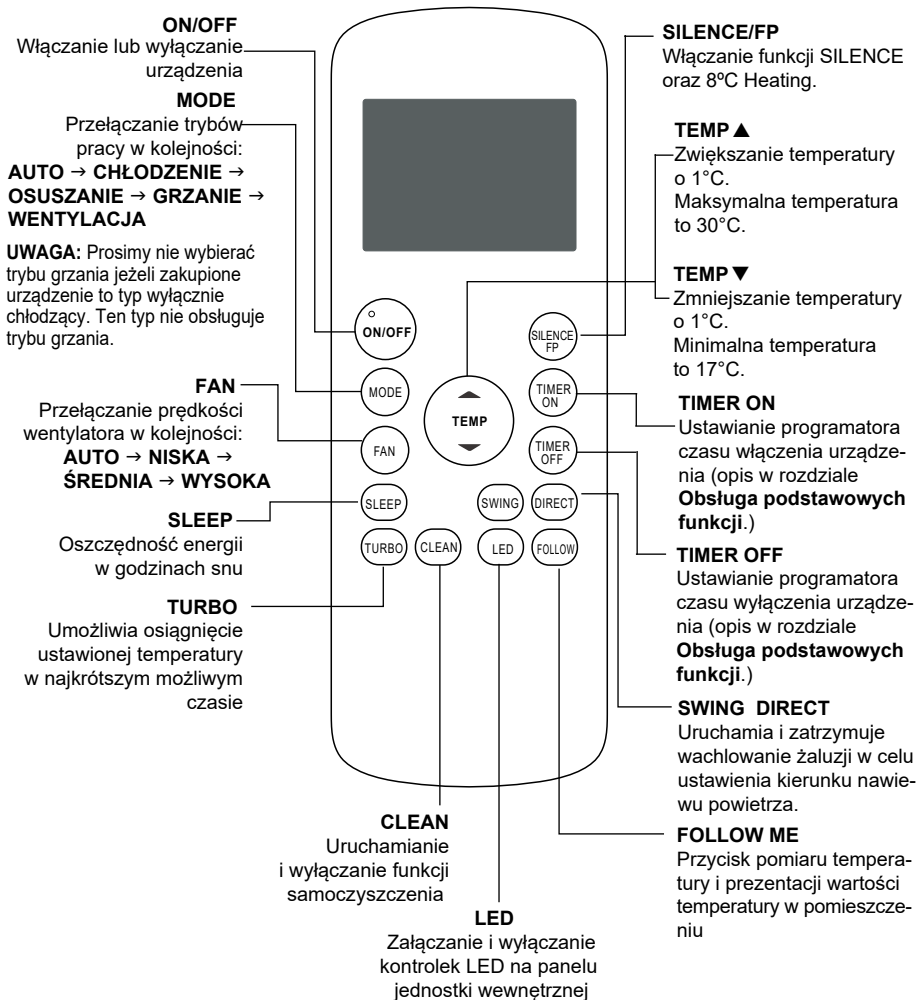 ON/OFF
Włączanie lub wyłączanie
urządzenia
MODE
Przełączanie trybów
pracy w kolejności:
AUTO → CHŁODZENIE →
OSUSZANIE → GRZANIE →
WENTYLACJA
UWAGA: Prosimy nie wybierać
trybu grzania jeżeli zakupione
urządzenie to typ wyłącznie
chłodzący. Ten typ nie obsługuje
trybu grzania.
FAN
Przełączanie prędkości
wentylatora w kolejności:
AUTO → NISKA →
ŚREDNIA → WYSOKA
SLEEP
Oszczędność energii
w godzinach snu
TURBO
Umożliwia osiągnięcie
ustawionej temperatury
w najkrótszym możliwym
czasie
ON/OFF
SILENCE
FP
MODE
TEMP
TIMER
ON
FAN
TIMER
OFF
SLEEP
SWING
DIRECT
TURBO
CLEAN
LED
FOLLOW
CLEAN
Uruchamianie
i wyłączanie funkcji
samoczyszczenia
LED
Załączanie i wyłączanie
kontrolek LED na panelu
jednostki wewnętrznej
SILENCE/FP
Włączanie funkcji SILENCE
oraz 8ºC Heating.
TEMP▲
Zwiększanie temperatury
o 1°C.
Maksymalna temperatura
to 30°C.
TEMP▼
Zmniejszanie temperatury
o 1°C.
Minimalna temperatura
to 17°C.
TIMER ON
Ustawianie programatora
czasu włączenia urządze-
nia (opis w rozdziale
Obsługa podstawowych
funkcji.)
TIMER OFF
Ustawianie programatora
czasu wyłączenia urządze-
nia (opis w rozdziale
Obsługa podstawowych
funkcji.)
SWING DIRECT
Uruchamia i zatrzymuje
wachlowanie żaluzji w celu
ustawienia kierunku nawie-
wu powietrza.
FOLLOW ME
Przycisk pomiaru tempera-
tury i prezentacji wartości
temperatury w pomieszcze-
niu